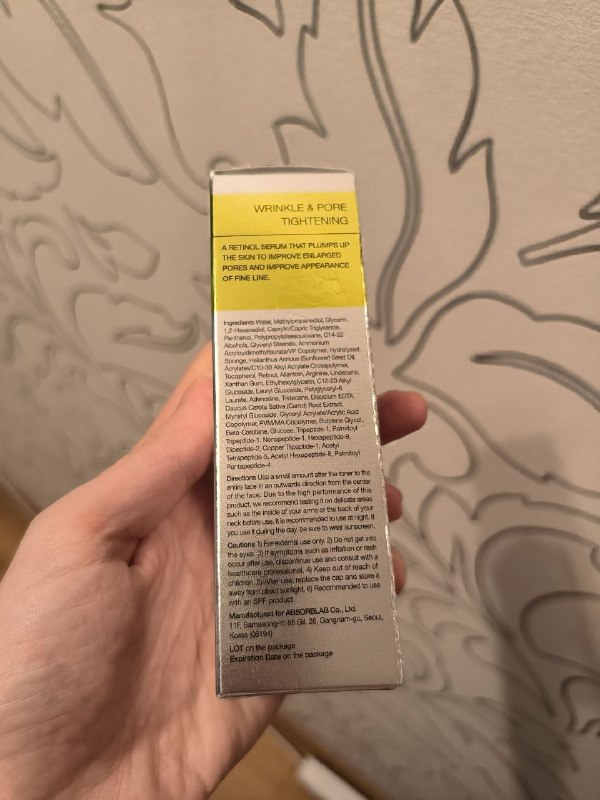 WRINKLE & PORE
TIGHTENING
A RETINOL SERUM THAT PLUMPS UP
THE SKIN TO IMPROVE ENLARGED
PORES AND IMPROVE APPEARANCE
OF FINE LINE.
Ingredients Water, Methylpropanediol, Glycerin,
1,2-Hexanediol, Caprylic/Capric Triglyceride,
Panthenol, Polypropylsilsesquioxane, C14-22
Alcohols, Glyceryl Stearate, Ammonium
Acryloyldimethyltaurate/VP Copolymer, Hydrolyzed
Sponge, Helianthus Annuus (Sunflower) Seed Oil,
Acrylates/C10-30 Alkyl Acrylate Crosspolymer,
Tocopherol, Retinol, Allantoin, Arginine, Undecane,
Xanthan Gum, Ethylhexylglycerin, C12-20 Alkyl
Glucoside, Lauryl Glucoside, Polyglyceryl-6
Laurate, Adenosine, Tridecane, Disodium EDTA,
Daucus Carota Sativa (Carrot) Root Extract,
Myristyl Glucoside, Glyceryl Acrylate/Acrylic Acid
Copolymer, PVM/MA Copolymer, Butylene Glycol,
Beta-Carotene, Glucose, Tripeptide-1, Palmitoyl
Tripeptide-1, Nonapeptide-1, Hexapeptide-9,
Dipeptide-2, Copper Tripeptide-1, Acetyl
Tetrapeptide-5, Acetyl Hexapeptide-8, Palmitoyl
Pentapeptide-4
Directions Use a small amount after the toner to the
entire face in an outwards direction from the center
of the face. Due to the high performance of this
product, we recommend testing it on delicate areas
such as the inside of your arms or the back of your
neck before use. It is recommended to use at night. If
you use it during the day, be sure to wear sunscreen.
Cautions 1) For external use only. 2) Do not get into
the eyes. 3) If symptoms such as irritation or rash
occur after use, discontinue use and consult with a
healthcare professional. 4) Keep out of reach of
children. 5) After use, replace the cap and store it
away from direct sunlight. 6) Recommended to use
with an SPF product.
Manufactured for ABSORBLAB Co., Ltd.
11F, Samseong-ro 85 Gil, 26, Gangnam-gu, Seoul,
Korea (06194)
LOT on the package
Expiration Date on the package